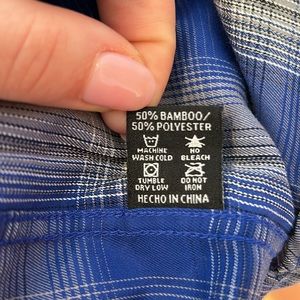 50% BAMBOO/
50% POLYESTER
MACHINE
WASH COLD
NO
BLEACH
TUMBLE
DRY LOW
DO NOT
IRON
HECHO IN CHINA